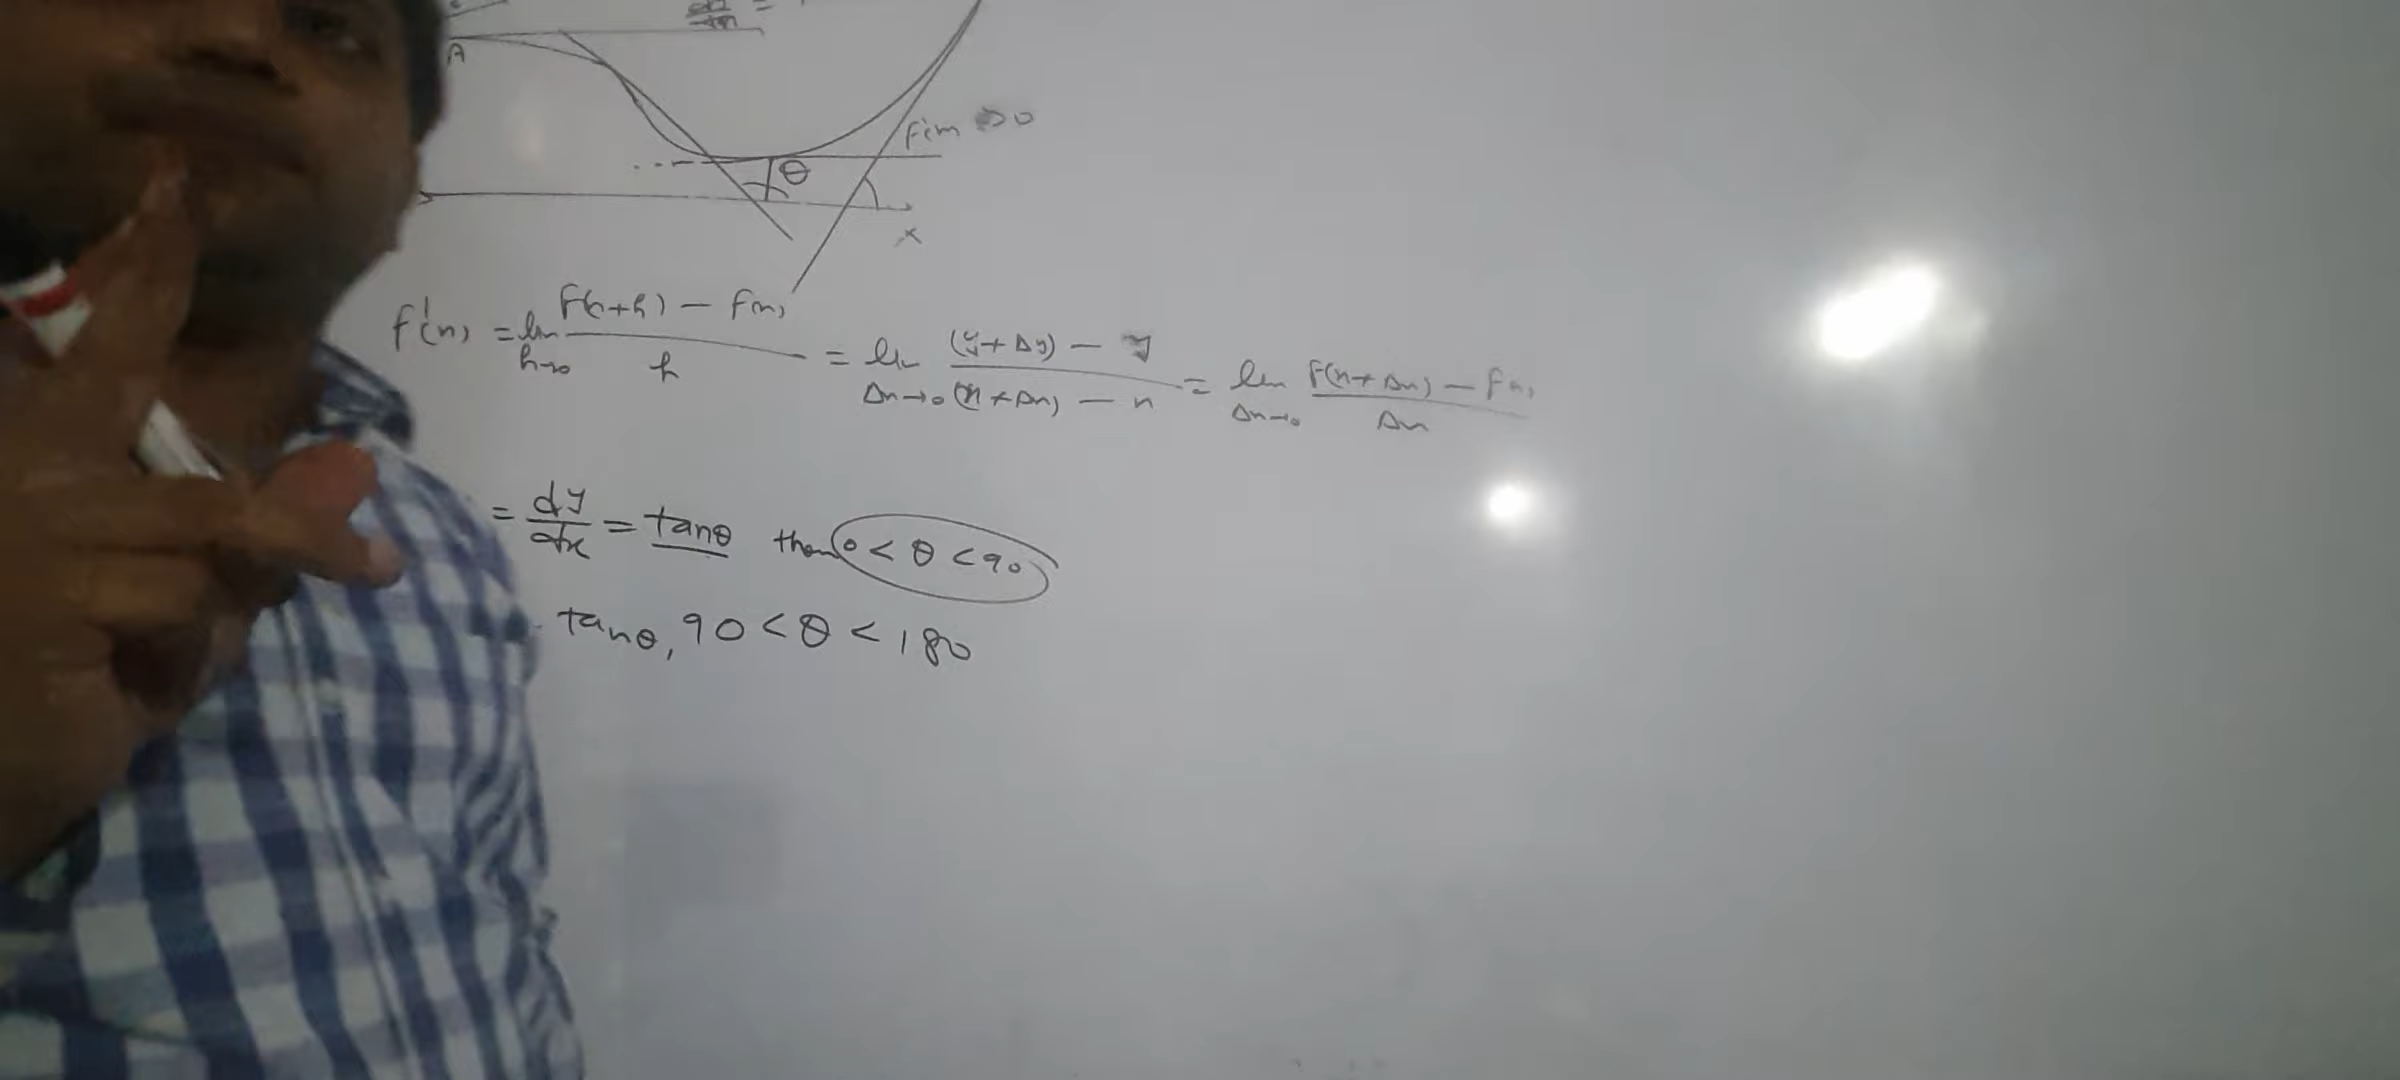 A
f'(x) > 0
θ
x
f'(x) = lim h→0 f(x+h) - f(x) / h = lim Δx→0 (y+Δy) - y / (x+Δx) - x = lim Δx→0 f(x+Δx) - f(x) / Δx
= dy/dx = tanθ then 0 < θ < 90
tanθ, 90 < θ < 180